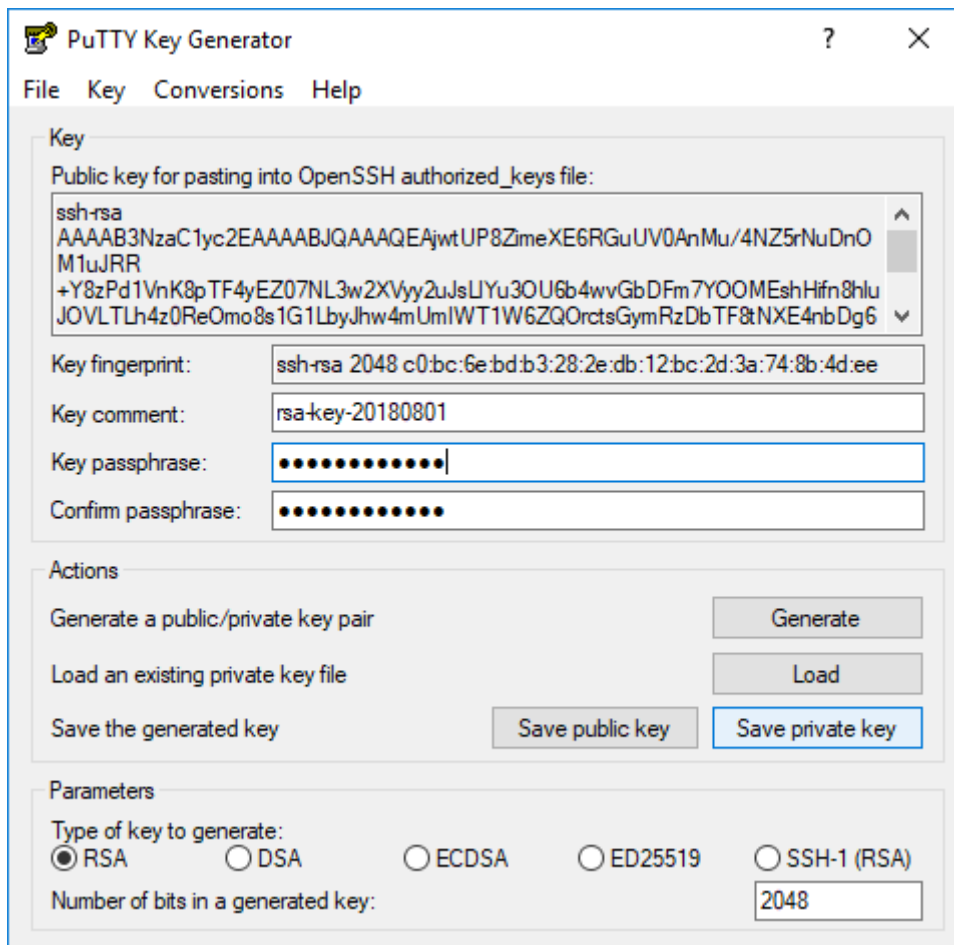 PuTTY Key Generator
?
File Key Conversions Help
Key
Public key for pasting into OpenSSH authorized_keys file:
ssh-rsa
AAAAB3NzaC1yc2EAAAABJQAAAQEAjwtUP8ZimeXE6RGuUV0AnMu/4NZ5rNuDnO
M1uJRR
+Y8zPd1VnK8pTF4yEZ07NL3w2XVyy2uJsLlYu3OU6b4wvGbDFm7YOOMEshHifn8hlu
JOVLTLh4z0ReOmo8s1G1LbyJhw4mUmIWT1W6ZQOrctsGymRzDbTF8tNXE4nbDg6
Key fingerprint: ssh-rsa 2048 c0:bc:6e:bd:b3:28:2e:db:12:bc:2d:3a:74:8b:4d:ee
Key comment: rsa-key-20180801
Key passphrase: ●●●●●●●●●●●●
Confirm passphrase: ●●●●●●●●●●●●
Actions
Generate a public/private key pair Generate
Load an existing private key file Load
Save the generated key Save public key Save private key
Parameters
Type of key to generate:
RSA DSA ECDSA ED25519 SSH-1 (RSA)
Number of bits in a generated key: 2048